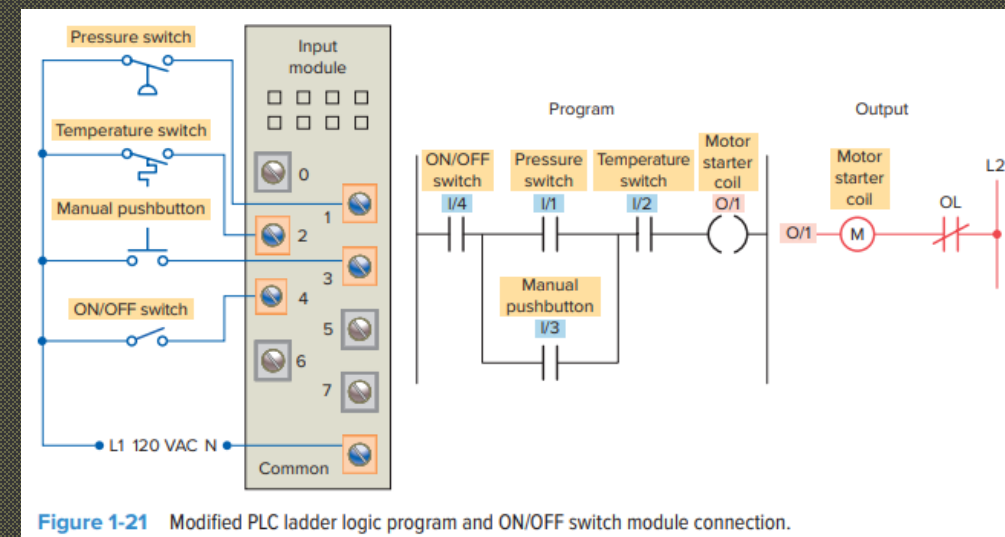 Pressure switch
Temperature switch
Manual pushbutton
ON/OFF switch
L1 120 VAC N
Input
module
0
1
2
3
4
5
6
7
Common
Program
ON/OFF
switch
I/4
Pressure
switch
I/1
Temperature
switch
I/2
Motor
starter
coil
O/1
Manual
pushbutton
I/3
Output
O/1
Motor
starter
coil
M
OL
L2
Figure 1-21 Modified PLC ladder logic program and ON/OFF switch module connection.